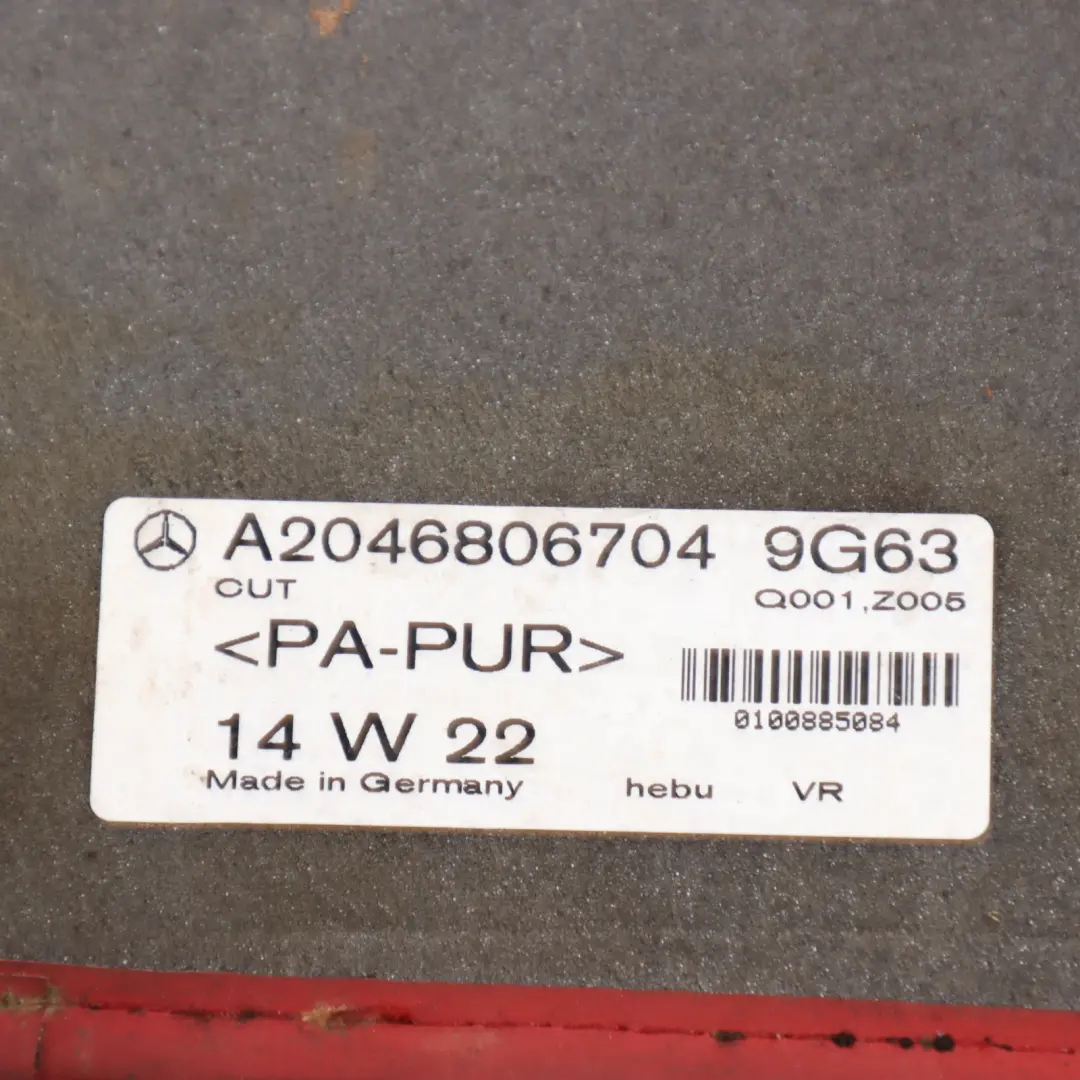 A2046806704 9G63
CUT Q001,Z005
<PA-PUR>
0100885084
14 W 22
Made in Germany hebu VR